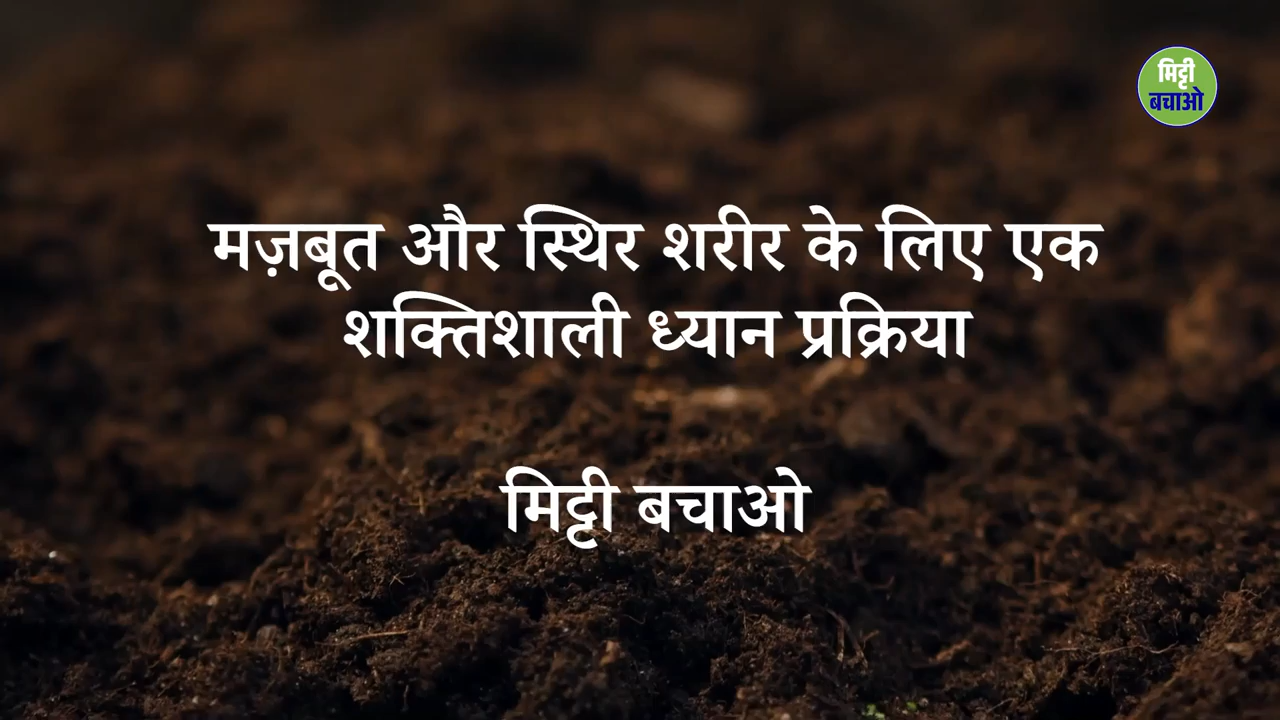 मिट्टी
बचाओ
मज़बूत और स्थिर शरीर के लिए एक
शक्तिशाली ध्यान प्रक्रिया
मिट्टी बचाओ